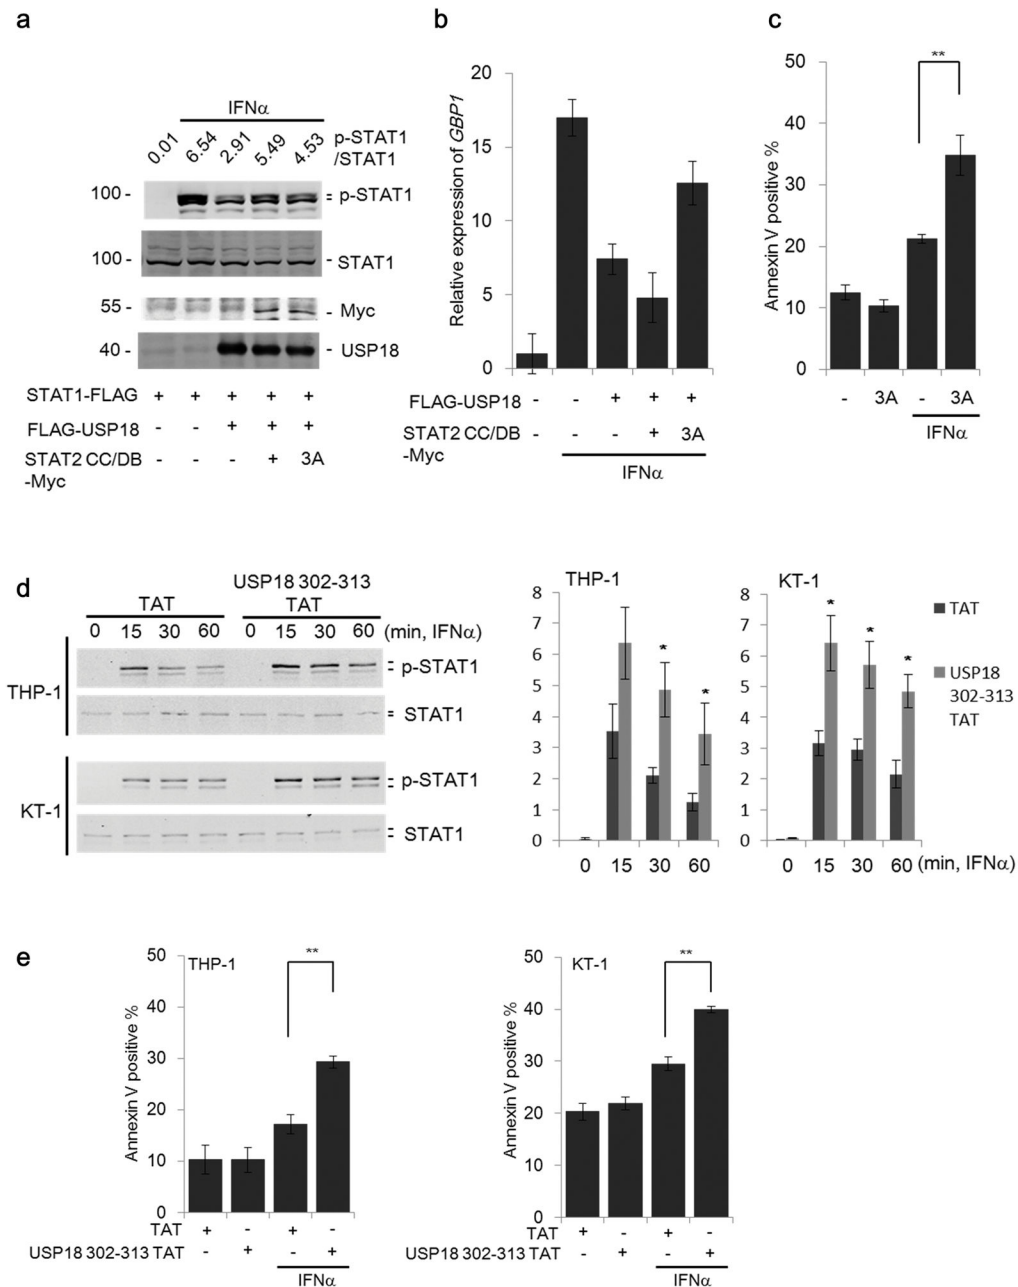 a
IFNα
0.01 6.54 2.91 5.49 4.53 p-STAT1
/STAT1
100 - p-STAT1
100 - STAT1
55 - Myc
40 - USP18
STAT1-FLAG + + + + +
FLAG-USP18 - - + + +
STAT2 CC/DB - - - + 3A
-Myc
b
Relative expression of GBP1
20
15
10
5
0
FLAG-USP18 - - + + +
STAT2 CC/DB - - - + 3A
-Myc
IFNα
c
Annexin V positive %
50
40
30
20
10
0
**
- 3A - 3A
IFNα
d
USP18 302-313
TAT TAT
0 15 30 60 0 15 30 60 (min, IFNα)
THP-1
p-STAT1
STAT1
KT-1
p-STAT1
STAT1
THP-1
8
7
6
5
4
3
2
1
0
* *
0 15 30 60
KT-1
8
7
6
5
4
3
2
1
0
* * *
0 15 30 60 (min, IFNα)
TAT
USP18
302-313
TAT
e
THP-1
Annexin V positive %
50
40
30
20
10
0
**
TAT + - + -
USP18 302-313 TAT - + - +
IFNα
KT-1
Annexin V positive %
50
40
30
20
10
0
**
TAT + - + -
USP18 302-313 TAT - + - +
IFNα